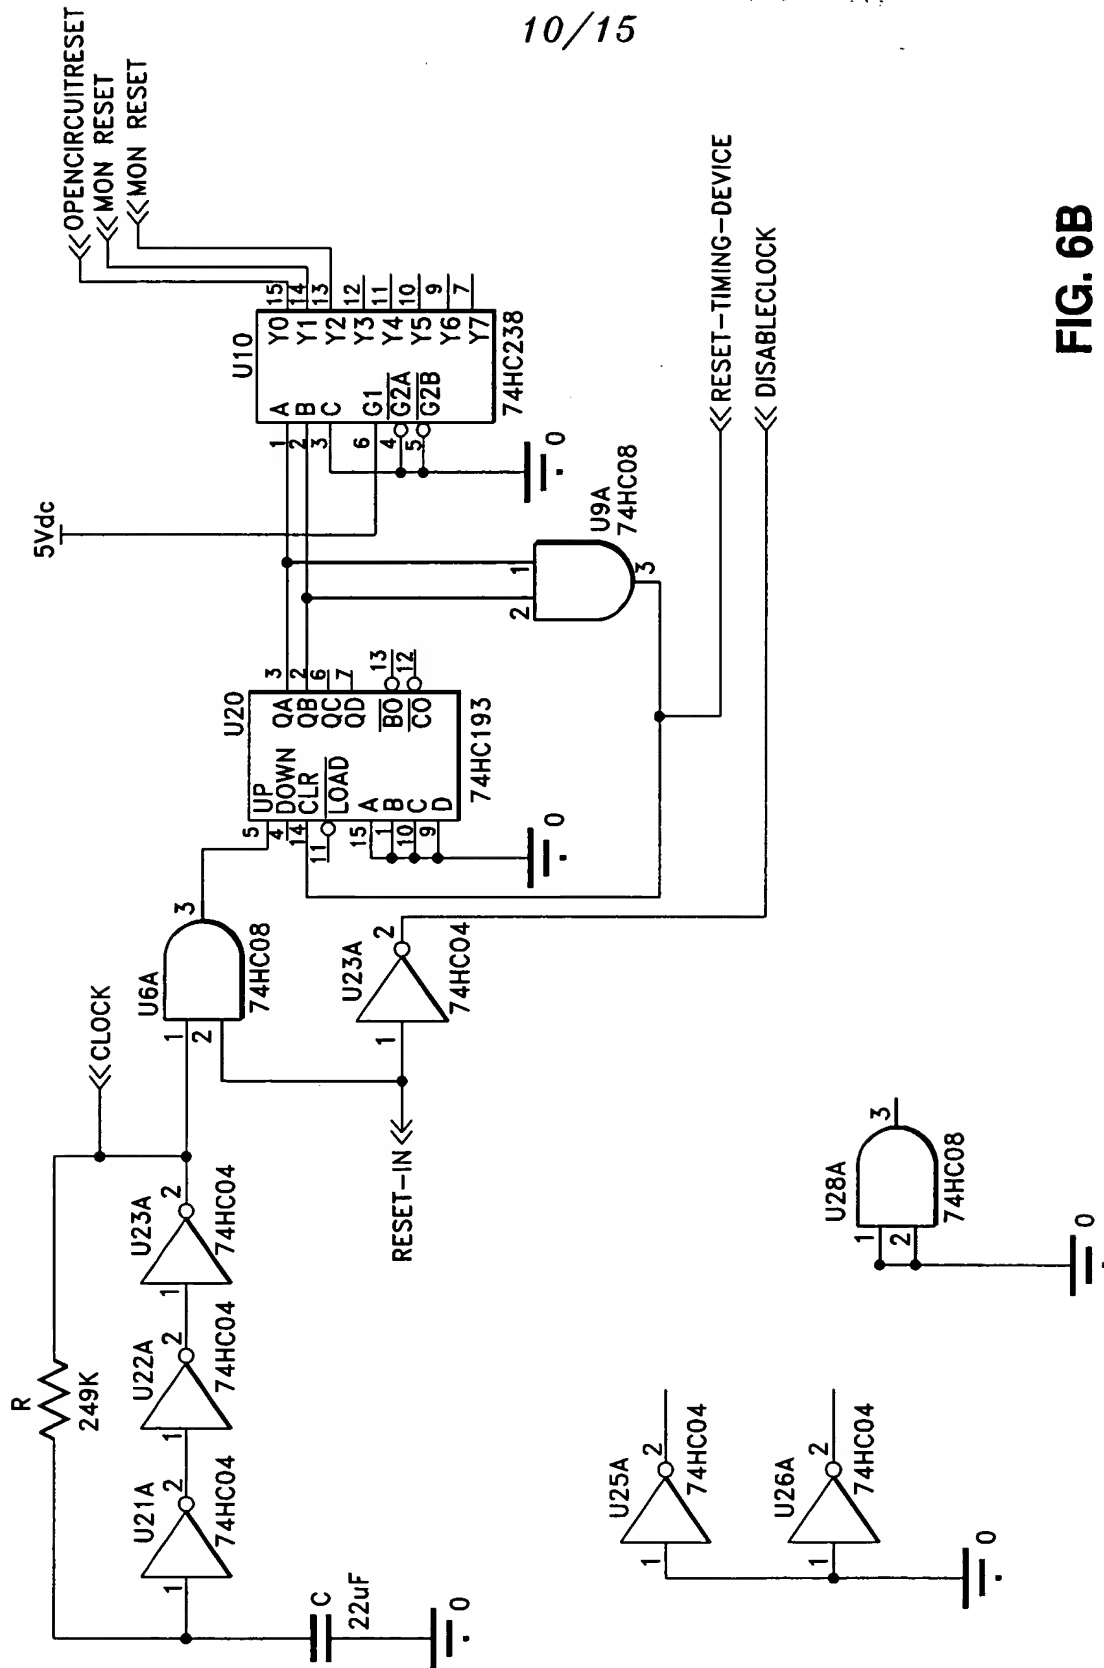 10/15
R
249K
U21A
1
2
74HC04
U22A
1
2
74HC04
U23A
1
2
74HC04
C
22uF
0
CLOCK
U6A
1
2
3
74HC08
RESET-IN
U23A
1
2
74HC04
U20
5
UP
4
DOWN
14
CLR
11
LOAD
15
A
1
B
10
C
9
D
QA
3
QB
2
QC
6
QD
7
BO
13
CO
12
74HC193
0
5Vdc
U10
1
A
2
B
3
C
6
G1
4
G2A
5
G2B
Y0
15
Y1
14
Y2
13
Y3
12
Y4
11
Y5
10
Y6
9
Y7
7
74HC238
0
OPENCIRCUITRESET
MON RESET
MON RESET
U9A
74HC08
1
2
3
RESET-TIMING-DEVICE
DISABLECLOCK
U25A
1
2
74HC04
U26A
1
2
74HC04
0
U28A
1
2
3
74HC08
0
FIG. 6B